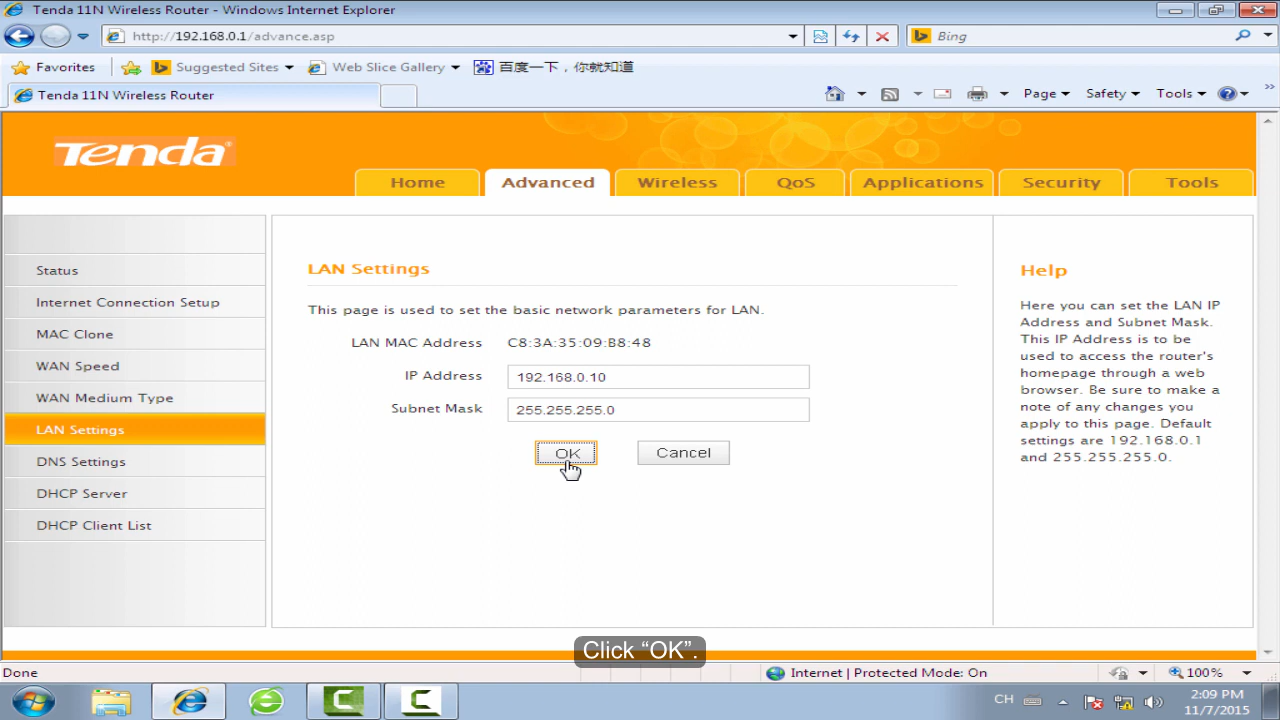 Tenda 11N Wireless Router - Windows Internet Explorer
http://192.168.0.1/advance.asp
Bing
Favorites
Suggested Sites
Web Slice Gallery
百度一下，你就知道
Tenda 11N Wireless Router
Page
Safety
Tools
Tenda
Home
Advanced
Wireless
QoS
Applications
Security
Tools
Status
Internet Connection Setup
MAC Clone
WAN Speed
WAN Medium Type
LAN Settings
DNS Settings
DHCP Server
DHCP Client List
LAN Settings
This page is used to set the basic network parameters for LAN.
LAN MAC Address C8:3A:35:09:B8:48
IP Address 192.168.0.10
Subnet Mask 255.255.255.0
OK
Cancel
Help
Here you can set the LAN IP
Address and Subnet Mask.
This IP Address is to be
used to access the router's
homepage through a web
browser. Be sure to make a
note of any changes you
apply to this page. Default
settings are 192.168.0.1
and 255.255.255.0.
Click “OK”.
Done
Internet | Protected Mode: On
100%
CH
2:09 PM
11/7/2015